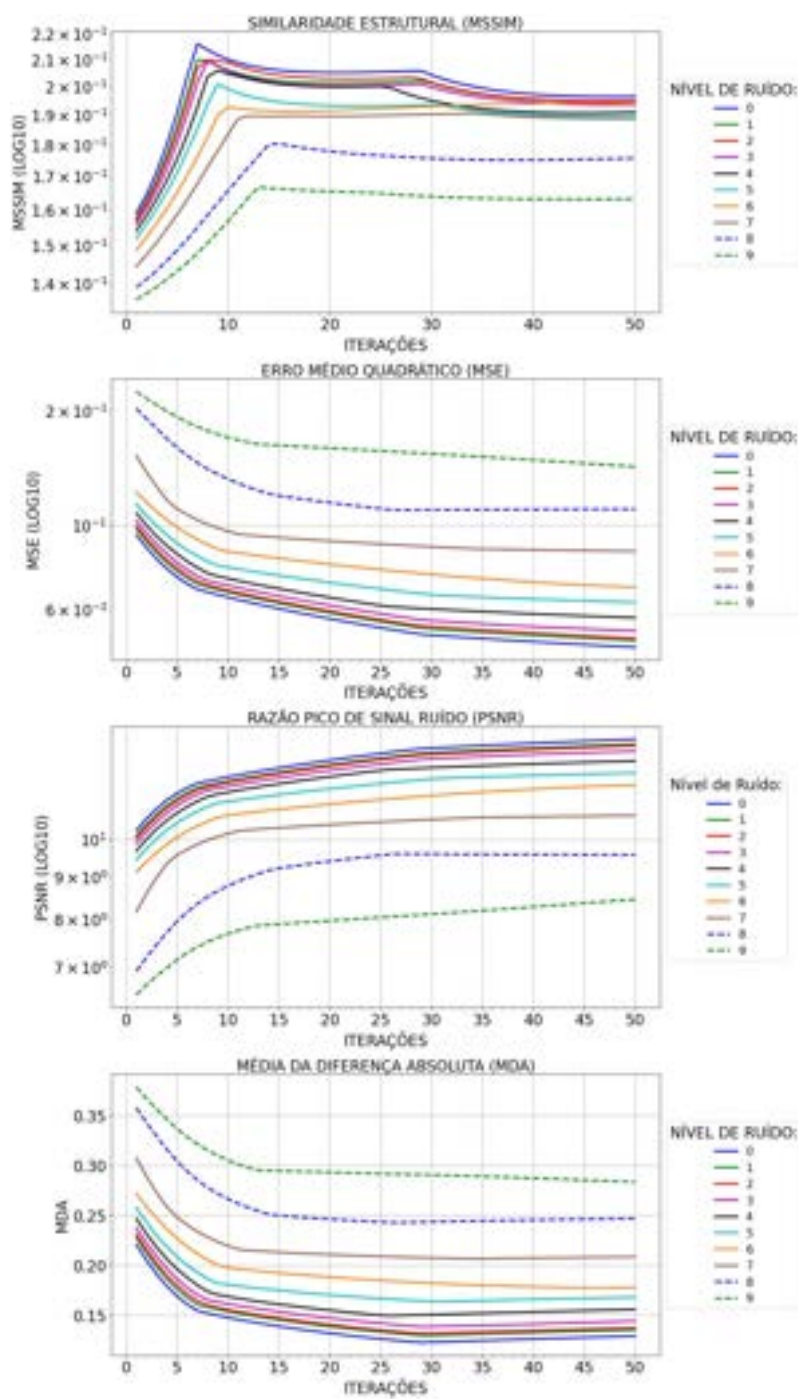 SIMILARIDADE ESTRUTURAL (MSSIM)
MSSIM (LOG10)
2.2 × 10⁻¹
2.1 × 10⁻¹
2 × 10⁻¹
1.9 × 10⁻¹
1.8 × 10⁻¹
1.7 × 10⁻¹
1.6 × 10⁻¹
1.5 × 10⁻¹
1.4 × 10⁻¹
0 5 10 15 20 25 30 35 40 45 50
ITERAÇÕES
NÍVEL DE RUÍDO:
0
1
2
3
4
5
6
7
8
9
ERRO MÉDIO QUADRÁTICO (MSE)
MSE (LOG10)
2 × 10⁻¹
10⁻¹
6 × 10⁻²
0 5 10 15 20 25 30 35 40 45 50
ITERAÇÕES
NÍVEL DE RUÍDO:
0
1
2
3
4
5
6
7
8
9
RAZÃO PICO DE SINAL RUÍDO (PSNR)
PSNR (LOG10)
10¹
9 × 10⁰
8 × 10⁰
7 × 10⁰
0 5 10 15 20 25 30 35 40 45 50
ITERAÇÕES
Nível de Ruído:
0
1
2
3
4
5
6
7
8
9
MÉDIA DA DIFERENÇA ABSOLUTA (MDA)
MDA
0.35
0.30
0.25
0.20
0.15
0 5 10 15 20 25 30 35 40 45 50
ITERAÇÕES
NÍVEL DE RUÍDO:
0
1
2
3
4
5
6
7
8
9